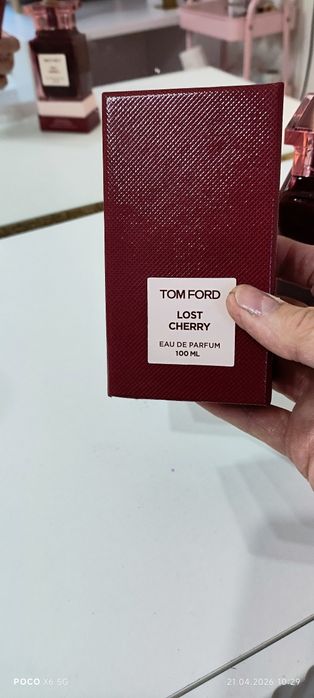 TOM FORD
LOST
CHERRY
EAU DE PARFUM
100 ML
POCO X6 5G
21.04.2026 10:29